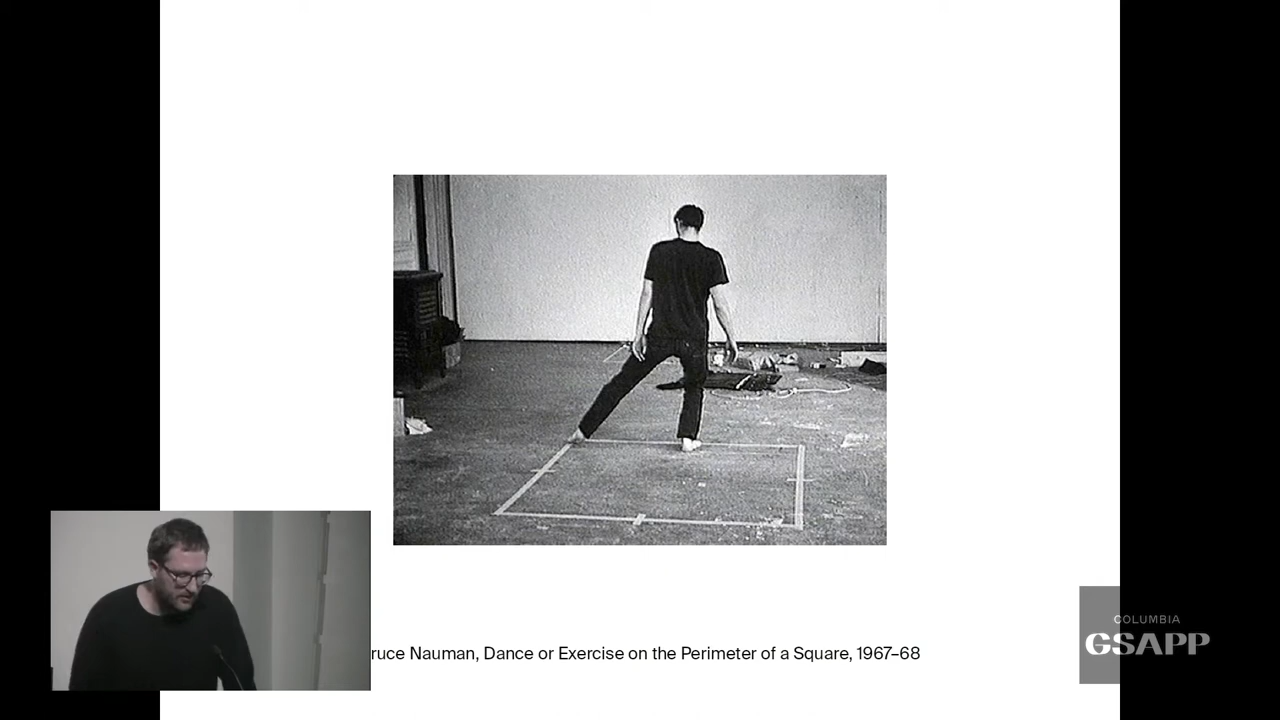 ruce Nauman, Dance or Exercise on the Perimeter of a Square, 1967–68
COLUMBIA
GSAPP